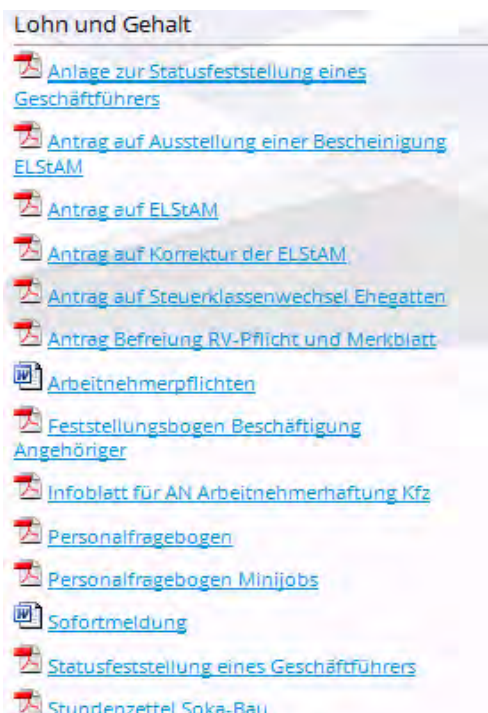 Lohn und Gehalt
Anlage zur Statusfeststellung eines
Geschäftführers
Antrag auf Ausstellung einer Bescheinigung
ELStAM
Antrag auf ELStAM
Antrag auf Korrektur der ELStAM
Antrag auf Steuerklassenwechsel Ehegatten
Antrag Befreiung RV-Pflicht und Merkblatt
Arbeitnehmerpflichten
Feststellungsbogen Beschäftigung
Angehöriger
Infoblatt für AN Arbeitnehmerhaftung Kfz
Personalfragebogen
Personalfragebogen Minijobs
Sofortmeldung
Statusfeststellung eines Geschäftführers
Stundenzettel Soka-Bau